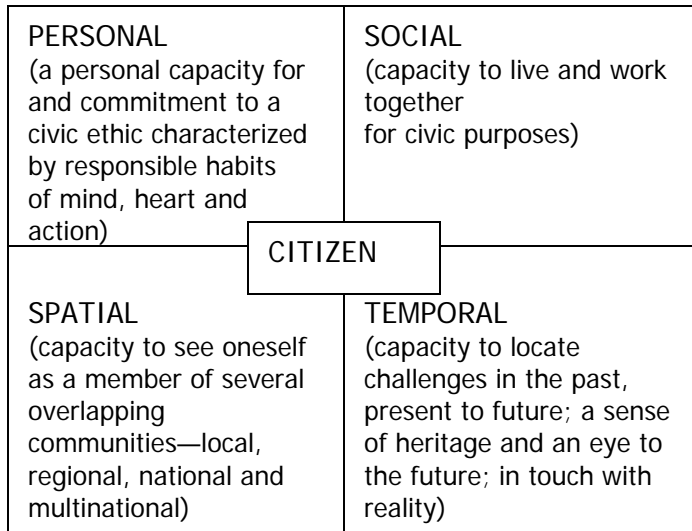 PERSONAL
(a personal capacity for
and commitment to a
civic ethic characterized
by responsible habits
of mind, heart and
action)
SOCIAL
(capacity to live and work
together
for civic purposes)
CITIZEN
SPATIAL
(capacity to see oneself
as a member of several
overlapping
communities—local,
regional, national and
multinational)
TEMPORAL
(capacity to locate
challenges in the past,
present to future; a sense
of heritage and an eye to
the future; in touch with
reality)